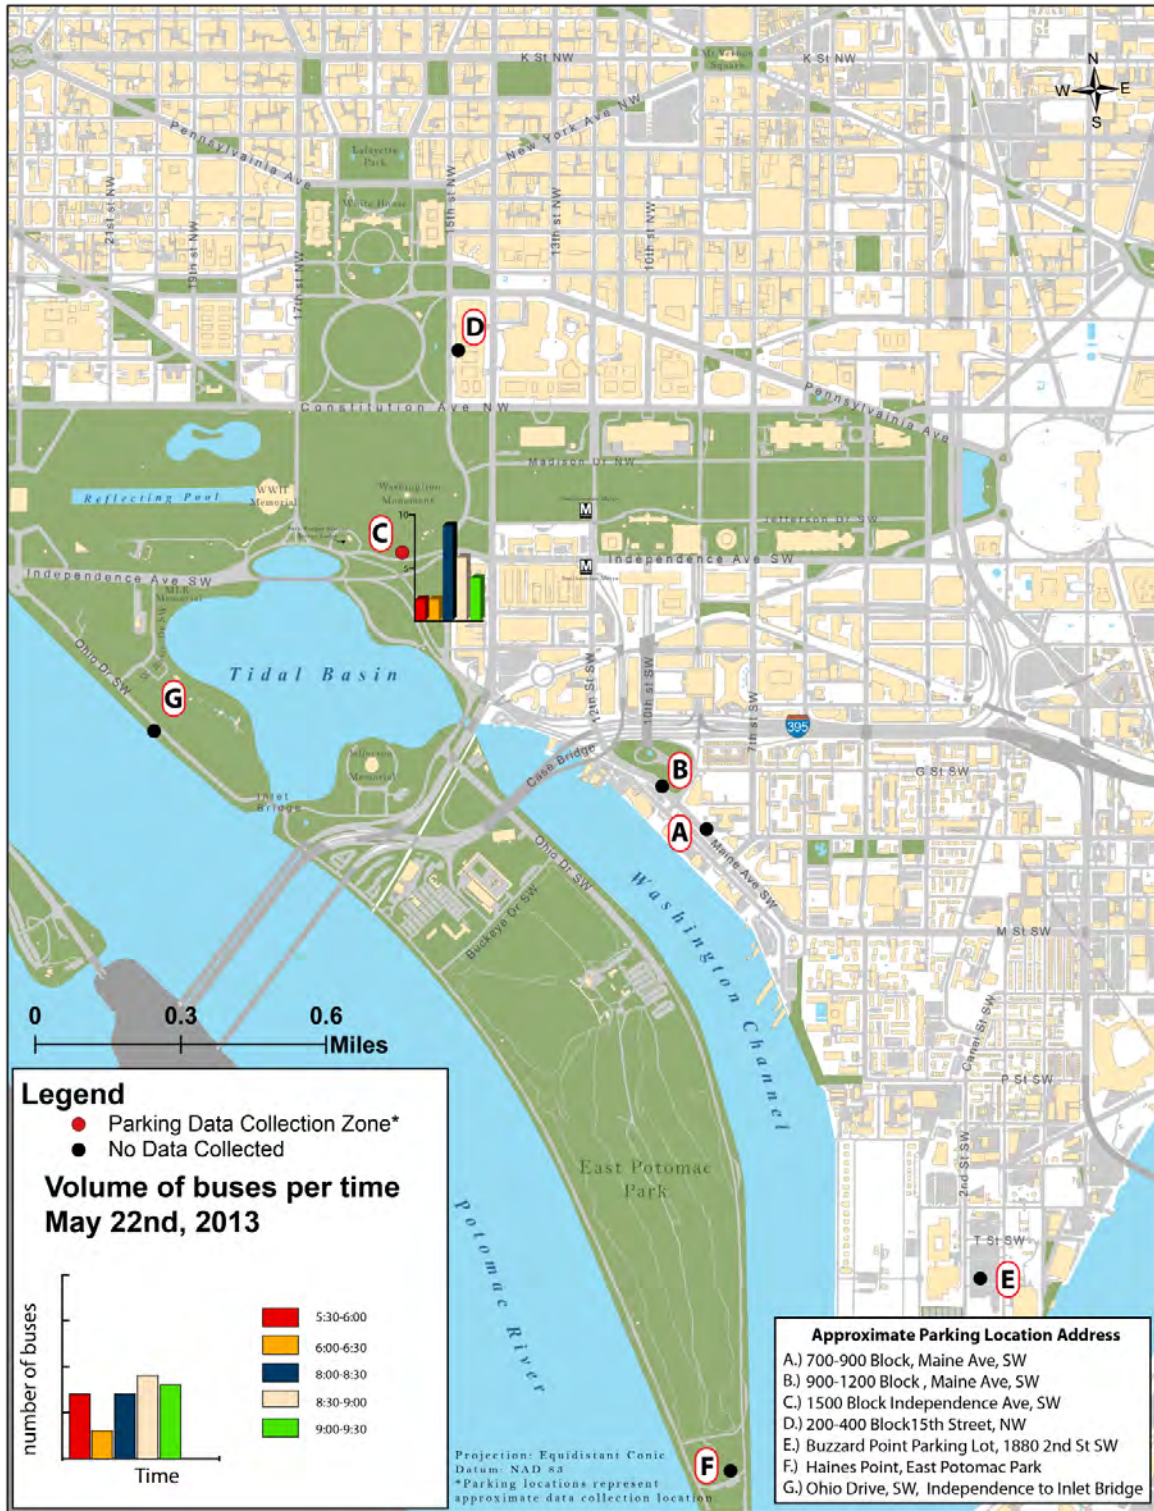 K St NW
Mt Vernon
Square
K St NW
N
W E
S
Pennsylvainia Ave
New York Ave NW
Lafayette
Park
White House
21st st NW
19th st NW
17th st NW
15th st NW
13th st NW
10th st NW
D
Constitution Ave NW
Pennsylvainia Ave
Madison Dr NW
Reflecting Pool
WWII
Memorial
Washington
Monument
M
Jefferson Dr SW
C
10
5
Independence Ave SW
Independence Ave SW
M
MLK
Memorial
Ohio Dr SW
Tidal Basin
G
12th St SW
10th st SW
7th st SW
395
Case Bridge
B
G St SW
Jefferson
Memorial
Inlet
Bridge
A
Maine Ave SW
Ohio Dr SW
Buckeye Dr SW
Washington Channel
M St SW
Canal St SW
P St SW
0 0.3 0.6
Miles
Legend
Parking Data Collection Zone*
No Data Collected
Volume of buses per time
May 22nd, 2013
number of buses
Time
5:30-6:00
6:00-6:30
8:00-8:30
8:30-9:00
9:00-9:30
East Potomac
Park
Potomac River
2nd St SW
T St SW
E
F
Projection: Equidistant Conic
Datum: NAD 83
*Parking locations represent
approximate data collection location
Approximate Parking Location Address
A.) 700-900 Block, Maine Ave, SW
B.) 900-1200 Block , Maine Ave, SW
C.) 1500 Block Independence Ave, SW
D.) 200-400 Block15th Street, NW
E.) Buzzard Point Parking Lot, 1880 2nd St SW
F.) Haines Point, East Potomac Park
G.) Ohio Drive, SW, Independence to Inlet Bridge